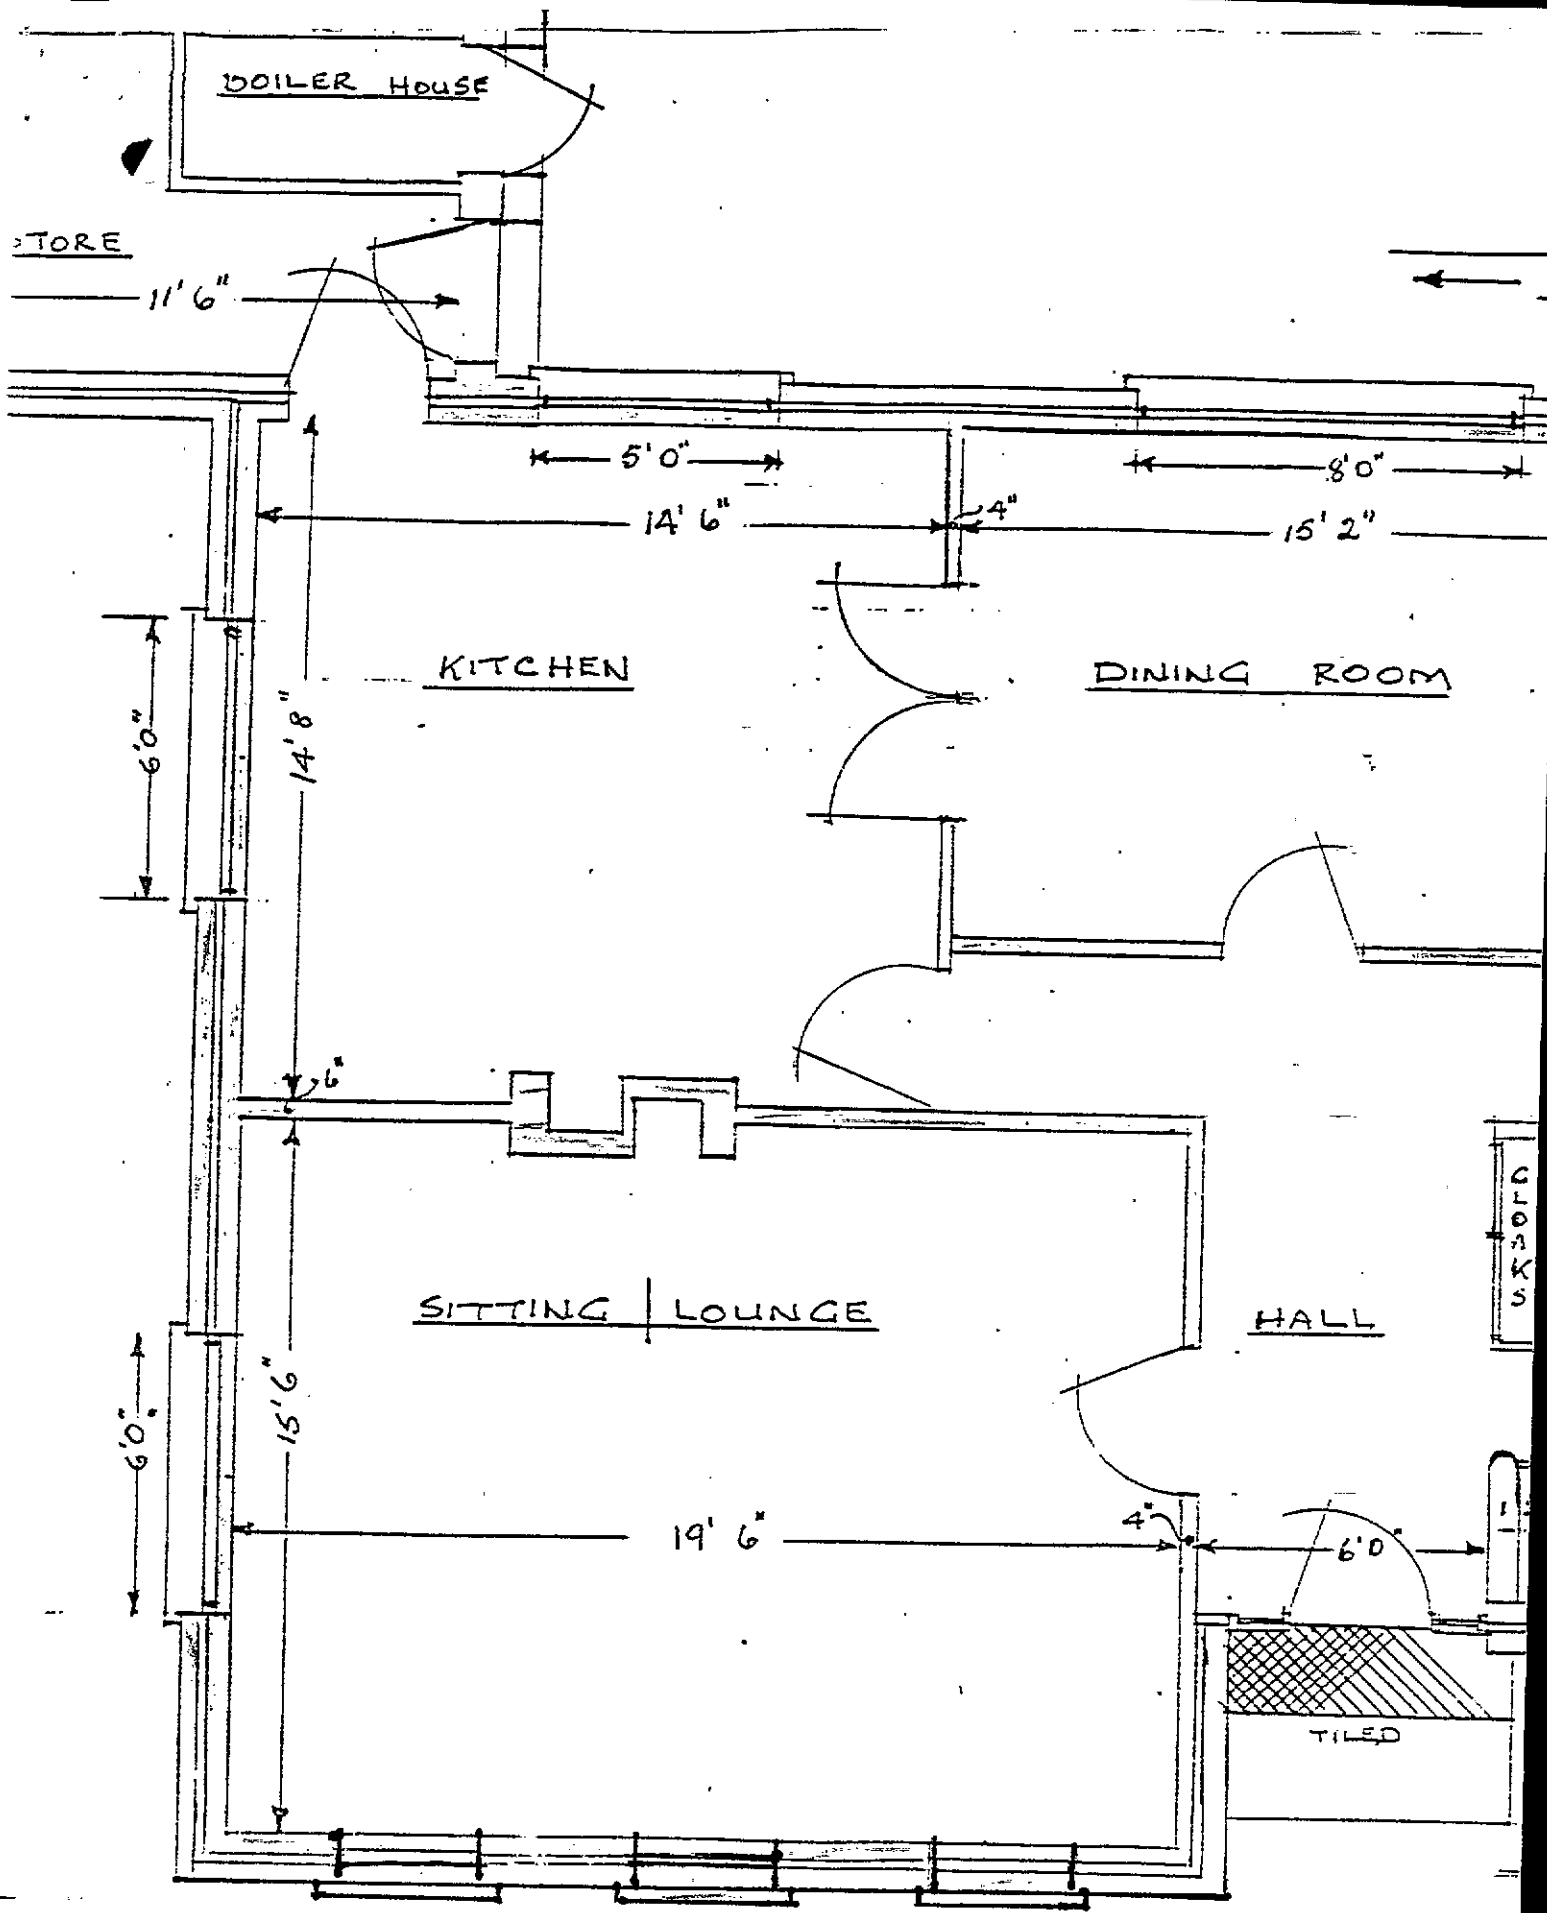 BOILER HOUSE
STORE
11' 6"
5'0"
8'0"
14' 6"
4"
15' 2"
KITCHEN
DINING ROOM
6'0"
14' 8"
6"
CLOAKS
SITTING LOUNGE
HALL
6'0"
15' 6"
19' 6"
4"
6'0"
TILED